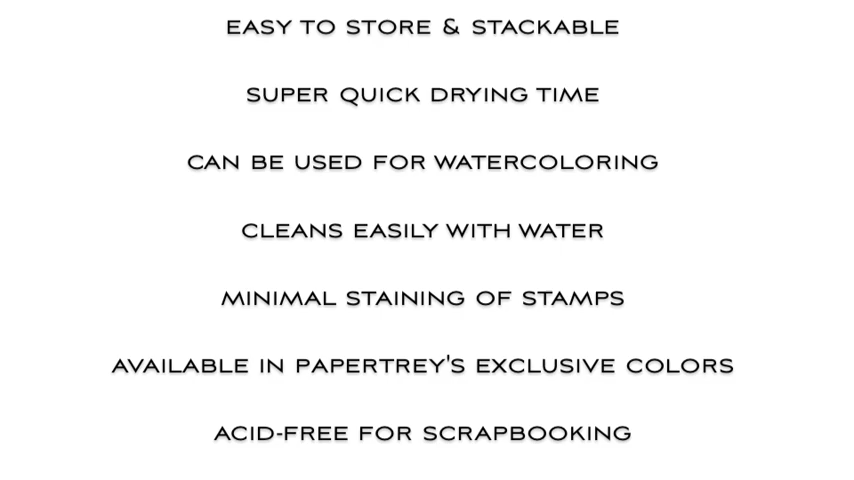 EASY TO STORE & STACKABLE
SUPER QUICK DRYING TIME
CAN BE USED FOR WATERCOLORING
CLEANS EASILY WITH WATER
MINIMAL STAINING OF STAMPS
AVAILABLE IN PAPERTREY'S EXCLUSIVE COLORS
ACID-FREE FOR SCRAPBOOKING